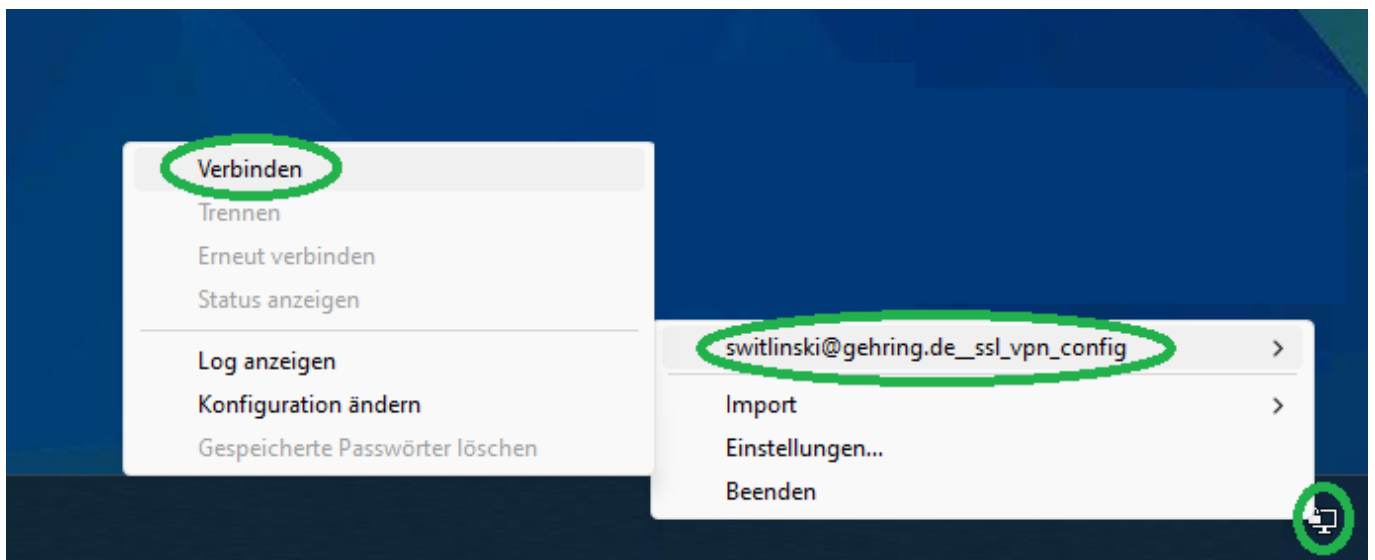 Verbinden
Trennen
Erneut verbinden
Status anzeigen
Log anzeigen
Konfiguration ändern
Gespeicherte Passwörter löschen
switlinski@gehring.de__ssl_vpn_config
Import
Einstellungen...
Beenden